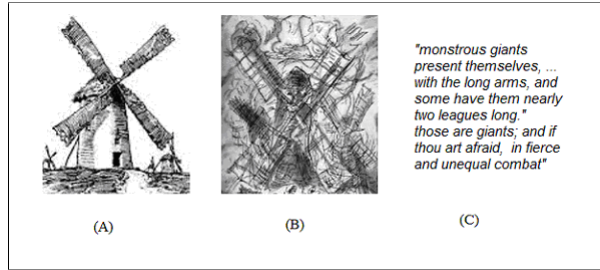 "monstrous giants
present themselves, ...
with the long arms, and
some have them nearly
two leagues long."
those are giants; and if
thou art afraid, in fierce
and unequal combat"
(A)
(B)
(C)